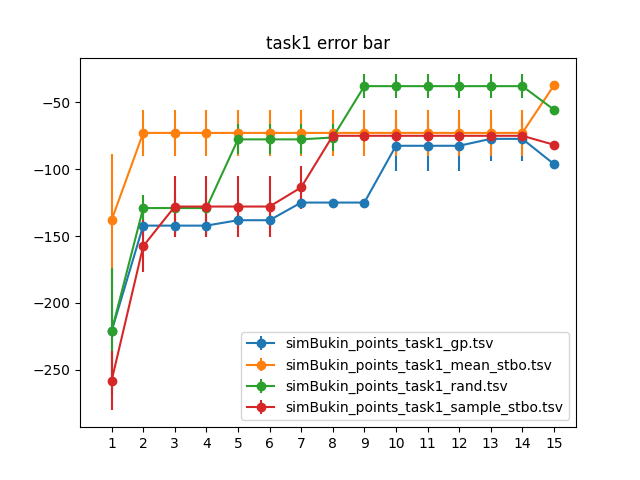 task1 error bar
−50
−100
−150
−200
−250
simBukin_points_task1_gp.tsv
simBukin_points_task1_mean_stbo.tsv
simBukin_points_task1_rand.tsv
simBukin_points_task1_sample_stbo.tsv
1 2 3 4 5 6 7 8 9 10 11 12 13 14 15